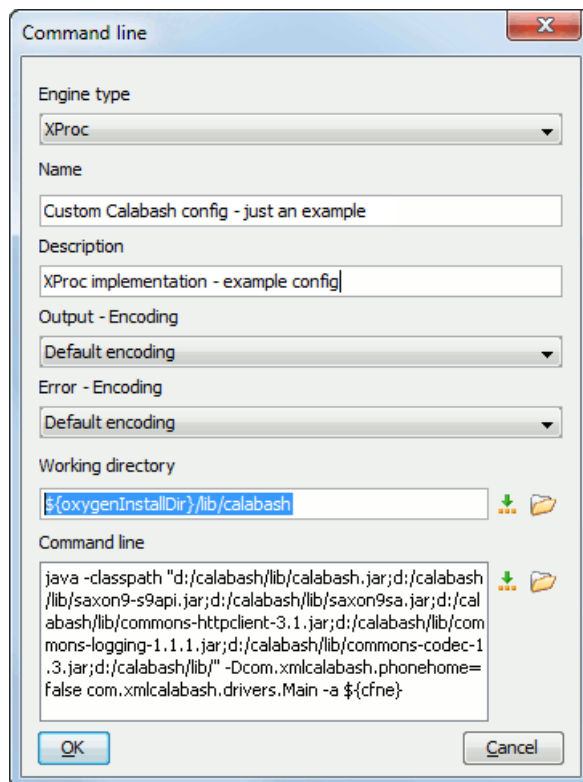 Command line
Engine type
XProc
Name
Custom Calabash config - just an example
Description
XProc implementation - example config
Output - Encoding
Default encoding
Error - Encoding
Default encoding
Working directory
${oxygenInstallDir}/lib/calabash
Command line
java -classpath "d:/calabash/lib/calabash.jar;d:/calabash
/lib/saxon9-s9api.jar;d:/calabash/lib/saxon9sa.jar;d:/cal
abash/lib/commons-httpclient-3.1.jar;d:/calabash/lib/com
mons-logging-1.1.1.jar;d:/calabash/lib/commons-codec-1
.3.jar;d:/calabash/lib/" -Dcom.xmlcalabash.phonehome=
false com.xmlcalabash.drivers.Main -a ${cfne}
OK
Cancel